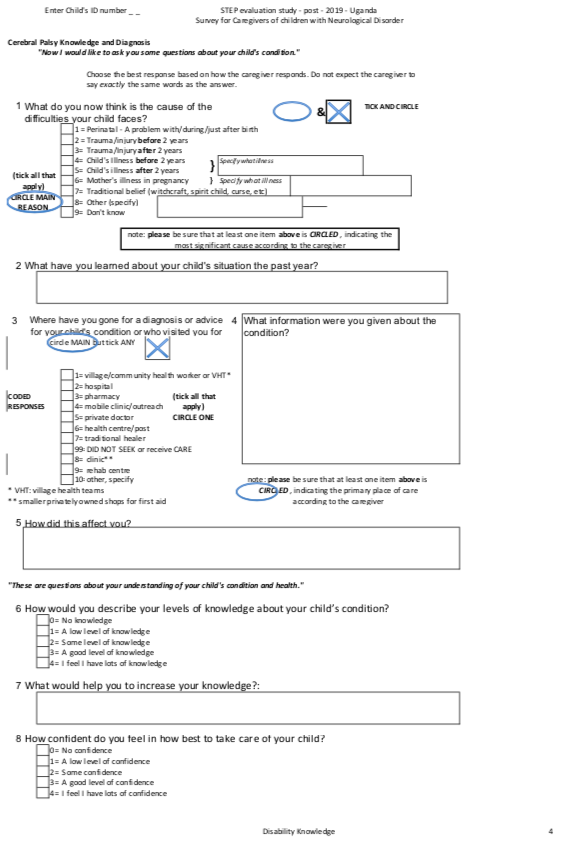 Enter Child's ID number _ _
STEP evaluation study - post - 2019 - Uganda
Survey for Caregivers of children with Neurological Disorder
Cerebral Palsy Knowledge and Diagnosis
"Now I would like to ask you some questions about your child's condition."
Choose the best response based on how the caregiver responds. Do not expect the caregiver to
say exactly the same words as the answer.
1 What do you now think is the cause of the
difficulties your child faces?
& TICK AND CIRCLE
(tick all that
apply)
CIRCLE MAIN
REASON
1= Perinatal - A problem with/during/just after birth
2= Trauma/injury before 2 years
3= Trauma/Injury after 2 years
4= Child's Illness before 2 years
5= Child's illness after 2 years
} Specify what illness
6= Mother's illness in pregnancy } Specify what illness
7= Traditional belief (witchcraft, spirit child, curse, etc)
8= Other (specify)
9= Don't know
note: please be sure that at least one item above is CIRCLED, indicating the
most significant cause according to the caregiver
2 What have you learned about your child's situation the past year?
3 Where have you gone for a diagnosis or advice
for your child's condition or who visited you for
circle MAIN but tick ANY
CODED
RESPONSES
1= village/community health worker or VHT*
2= hospital
3= pharmacy
4= mobile clinic/outreach
5= private doctor
6= health centre/post
7= traditional healer
99: DID NOT SEEK or receive CARE
8= clinic**
9= rehab centre
10: other, specify
(tick all that
apply)
CIRCLE ONE
* VHT: village health teams
** smaller privately owned shops for first aid
4 What information were you given about the
condition?
note: please be sure that at least one item above is
CIRCLED, indicating the primary place of care
according to the caregiver
5 How did this affect you?
"These are questions about your understanding of your child's condition and health."
6 How would you describe your levels of knowledge about your child's condition?
0= No knowledge
1= A low level of knowledge
2= Some level of knowledge
3= A good level of knowledge
4= I feel I have lots of knowledge
7 What would help you to increase your knowledge?:
8 How confident do you feel in how best to take care of your child?
0= No confidence
1= A low level of confidence
2= Some confidence
3= A good level of confidence
4= I feel I have lots of confidence
Disability Knowledge
4